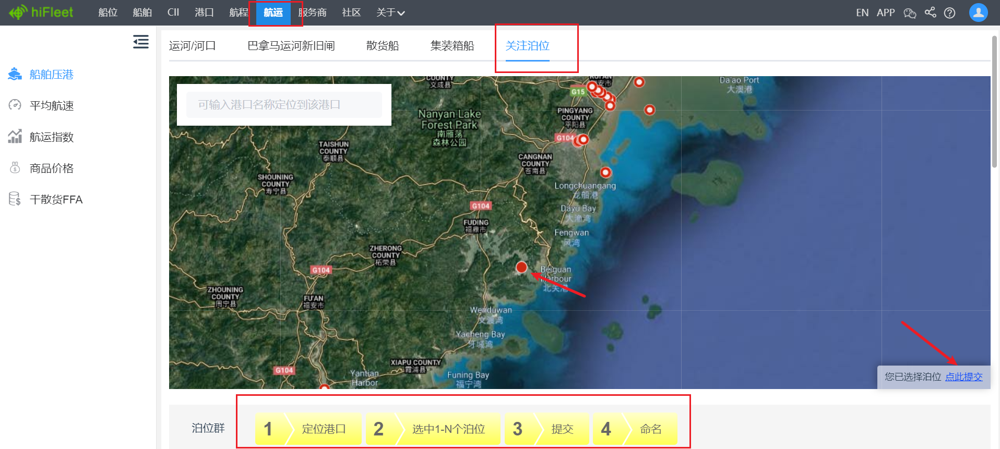 hiFleet 船位 船舶 CII 港口 航程 航运 服务商 社区 关于 EN APP
船舶压港
平均航速
航运指数
商品价格
干散货FFA
运河/河口 巴拿马运河新旧闸 散货船 集装箱船 关注泊位
可输入港口名称定位到该港口
COUNTY
文成县
G15
Da'ao Port
大澳港
Nanyan Lake
Forest Park
南雁荡
森林公园
PINGYANG
COUNTY
平阳县
G104
TAISHUN
COUNTY
泰顺县
CANGNAN
COUNTY
苍南县
SHOUNING
COUNTY
寿宁县
Longchuangang
龙船港
G104
Dayu Bay
大渔湾
FUDING
福鼎市
Fengwan
风湾
ZHERONG
COUNTY
柘荣县
G104
Beiguan
Harbour
北关港
ZHOUNING
COUNTY
周宁县
FU'AN
福安市
Wenduwan
文渡湾
Yacheng Bay
牙城湾
XIAPU COUNTY
霞浦县
G104
Yantian
Harbor
Funing Bay
福宁湾
您已选择泊位 点此提交
泊位群 1 定位港口 2 选中1-N个泊位 3 提交 4 命名